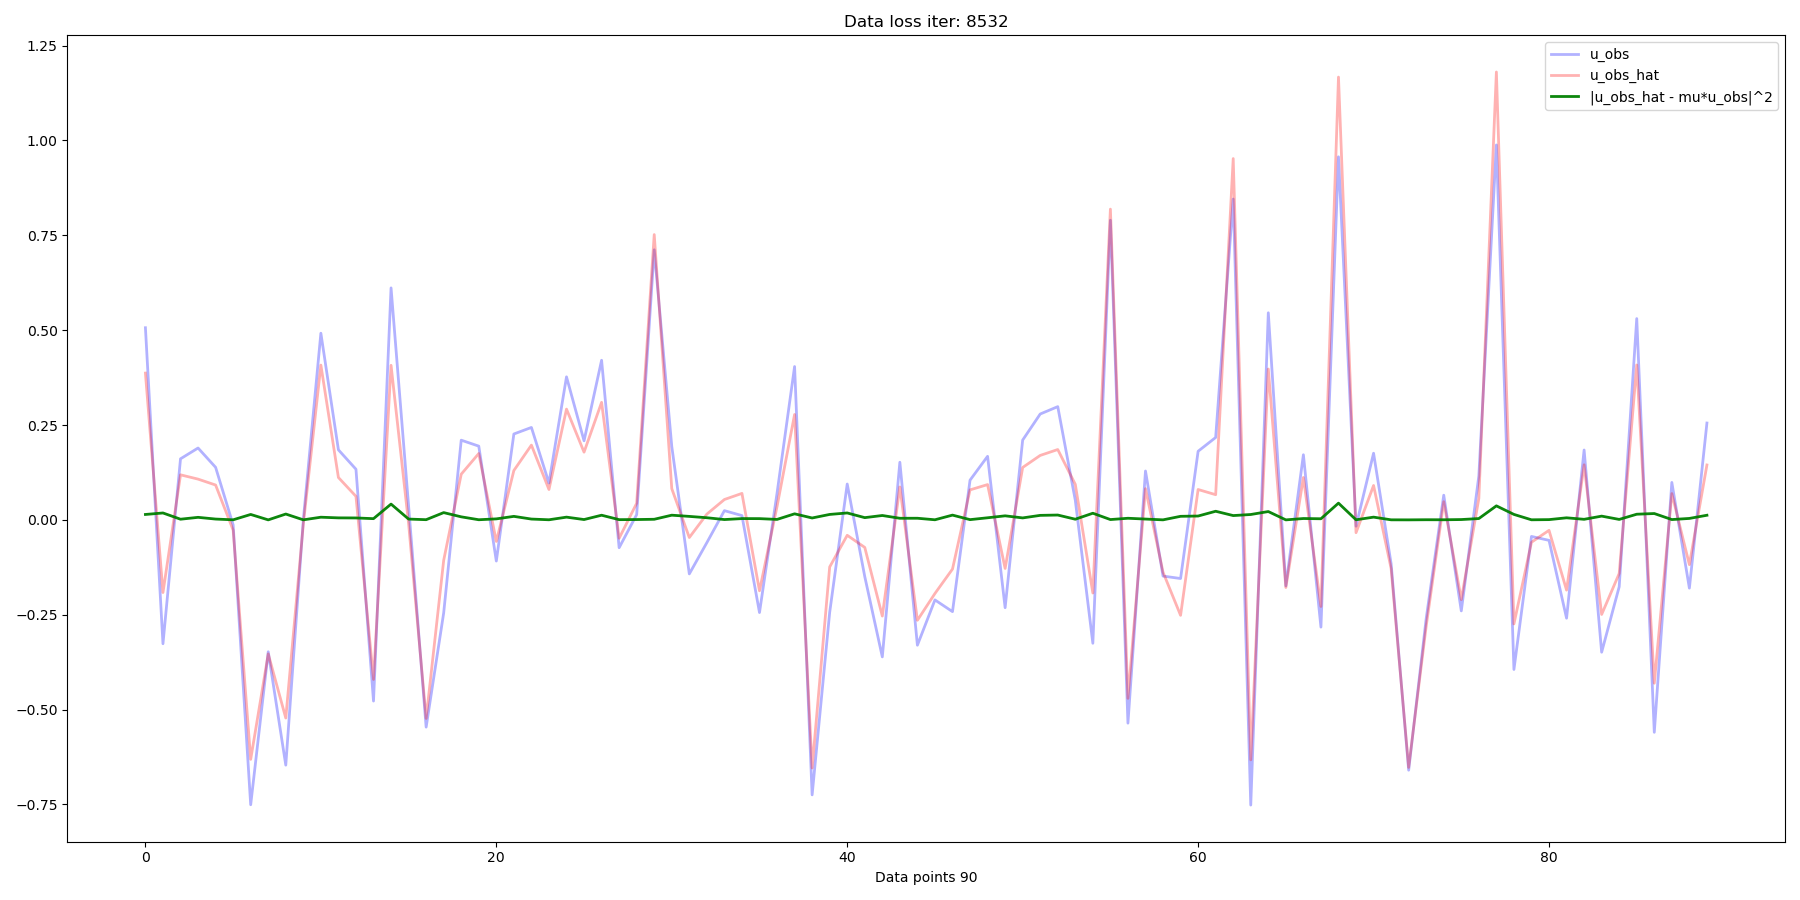 Data loss iter: 8532
u_obs
u_obs_hat
|u_obs_hat - mu*u_obs|^2
1.25
1.00
0.75
0.50
0.25
0.00
−0.25
−0.50
−0.75
0 20 40 60 80
Data points 90